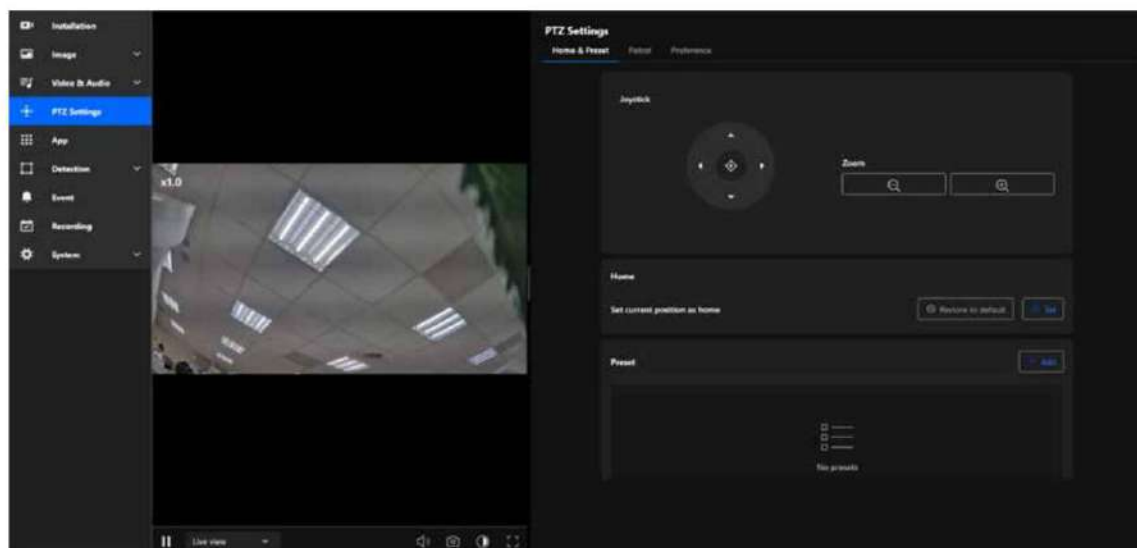 Installation
Image
Video & Audio
PTZ Settings
App
Detection
Event
Recording
System
x1.0
Live view
PTZ Settings
Home & Preset Patrol Preference
Joystick
Zoom
Home
Set current position as home
Restore to default
Set
Preset
Add
No presets